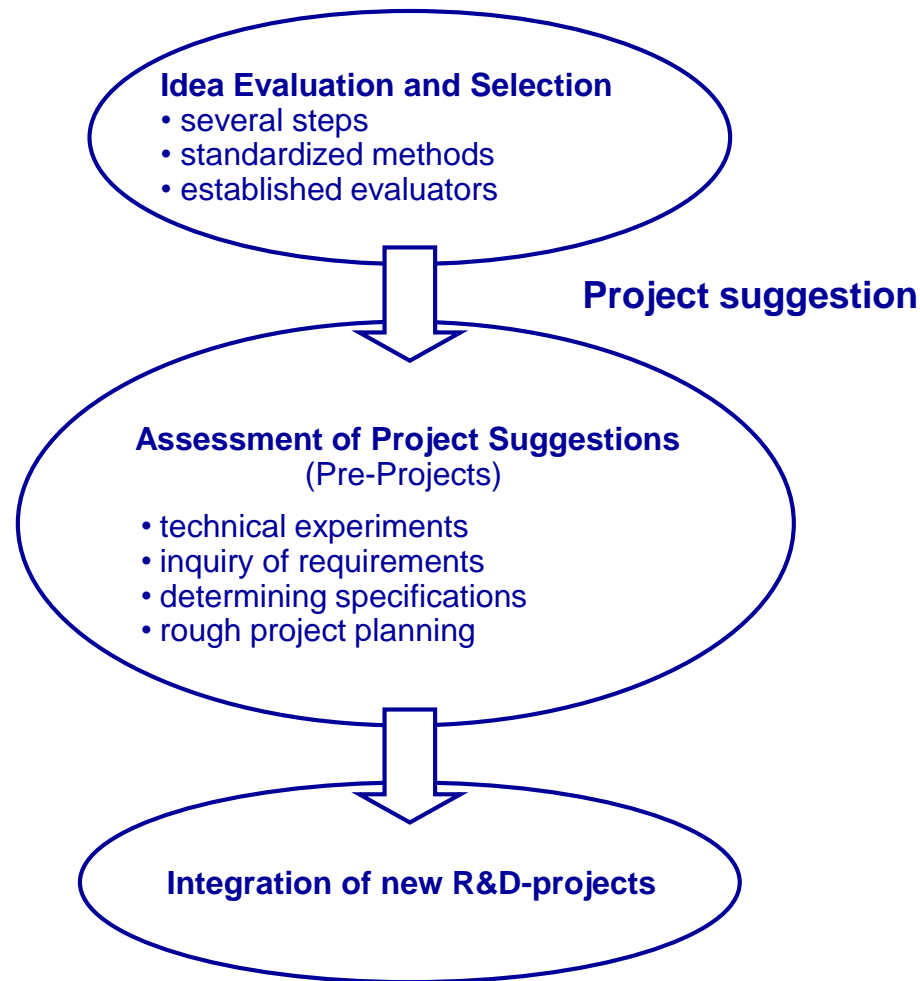 Idea Evaluation and Selection
• several steps
• standardized methods
• established evaluators
Project suggestion
Assessment of Project Suggestions
(Pre-Projects)
• technical experiments
• inquiry of requirements
• determining specifications
• rough project planning
Integration of new R&D-projects